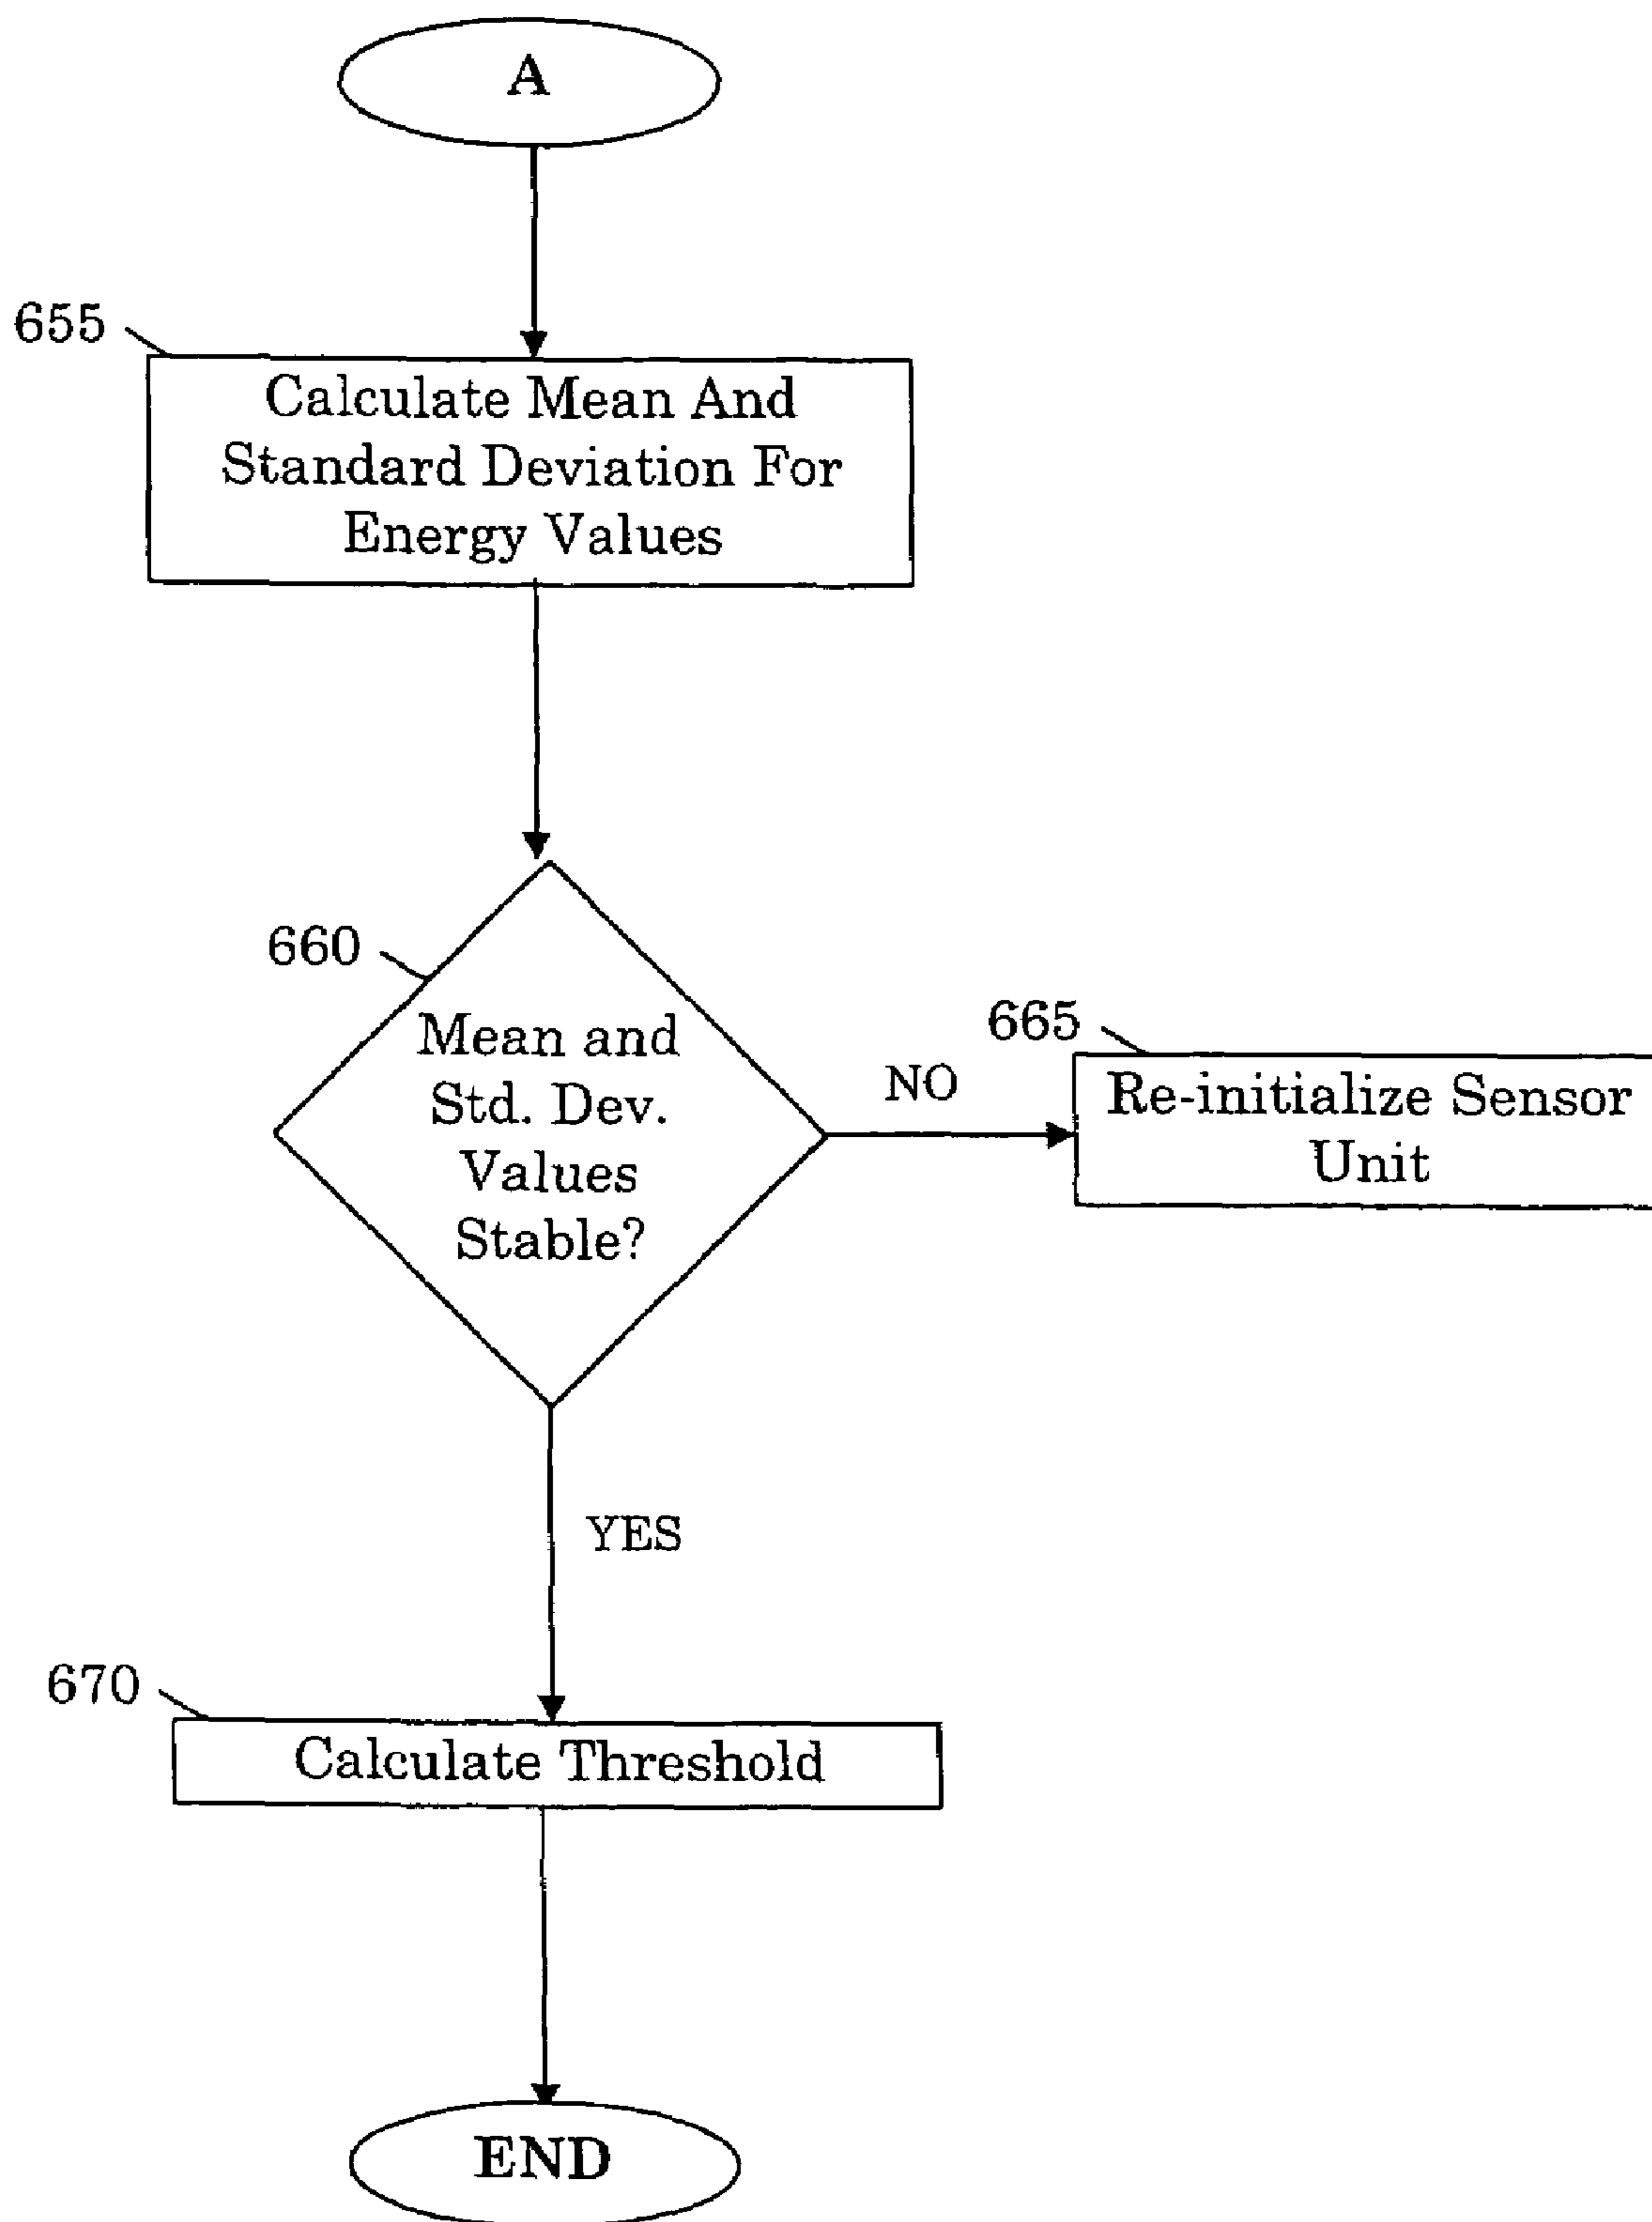 A
655
Calculate Mean And
Standard Deviation For
Energy Values
660
Mean and
Std. Dev.
Values
Stable?
NO
665
Re-initialize Sensor
Unit
YES
670
Calculate Threshold
END